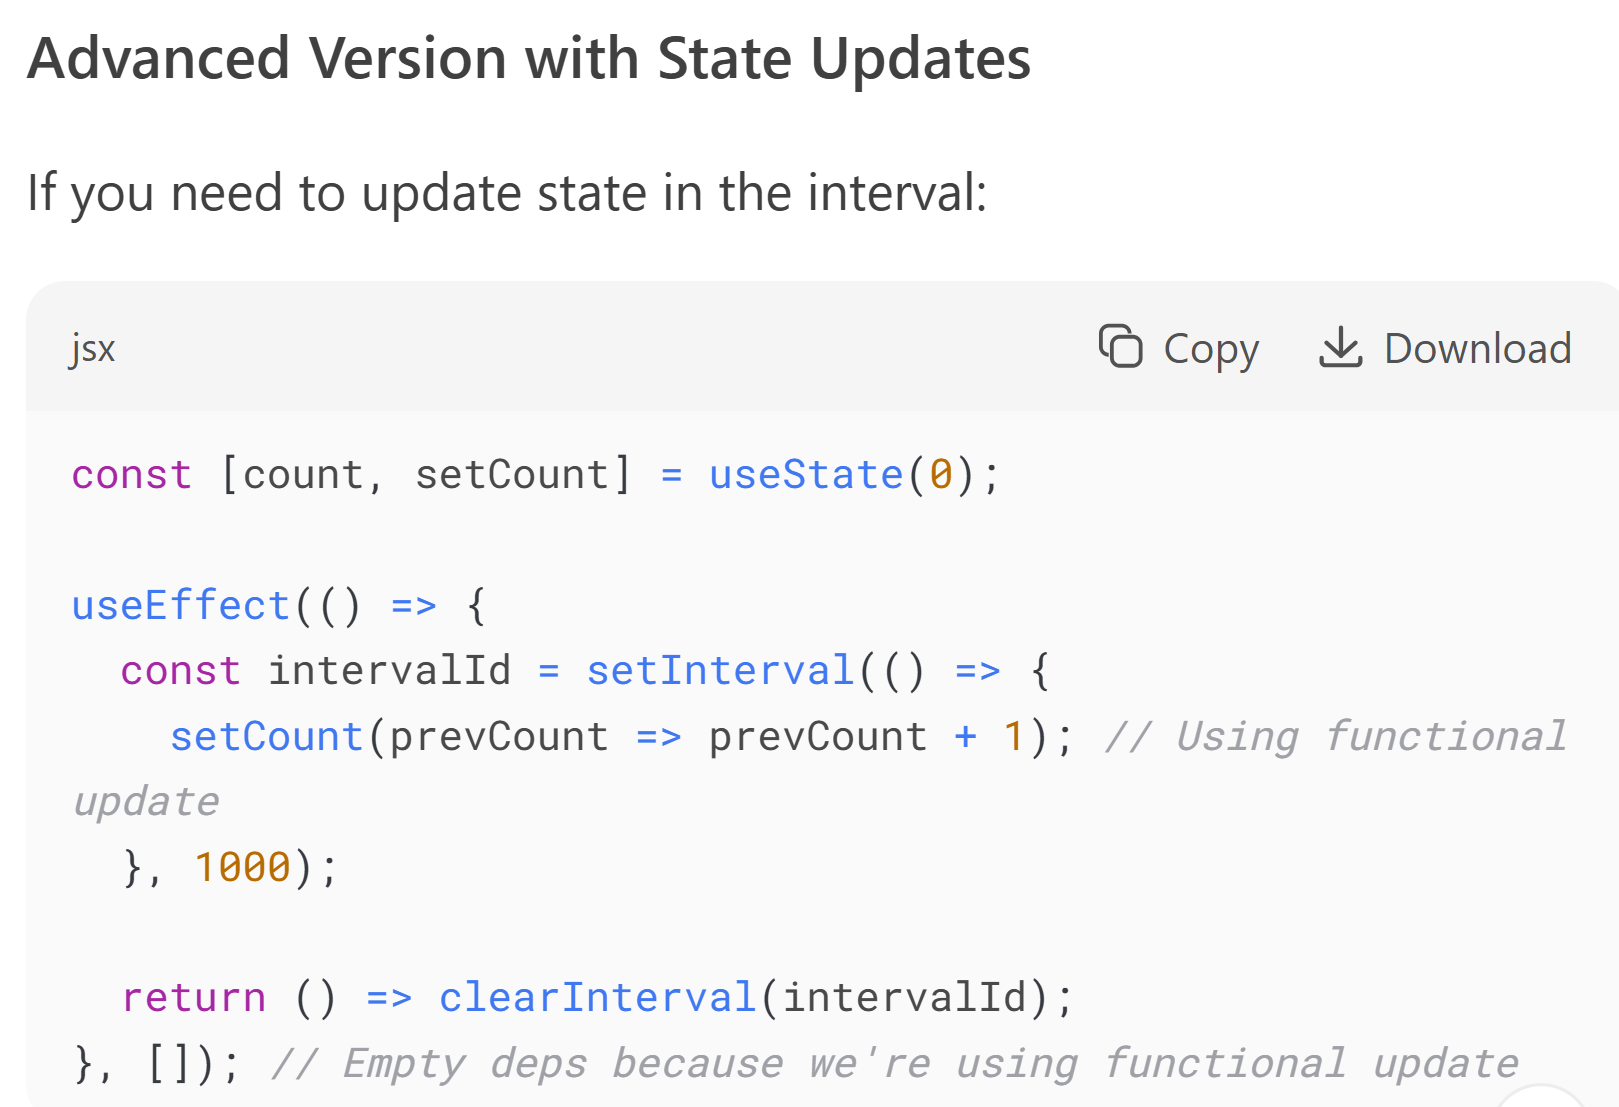 Advanced Version with State Updates
If you need to update state in the interval:
jsx Copy Download
const [count, setCount] = useState(0);
useEffect(() => {
  const intervalId = setInterval(() => {
    setCount(prevCount => prevCount + 1); // Using functional
update
  }, 1000);
  return () => clearInterval(intervalId);
}, []); // Empty deps because we're using functional update